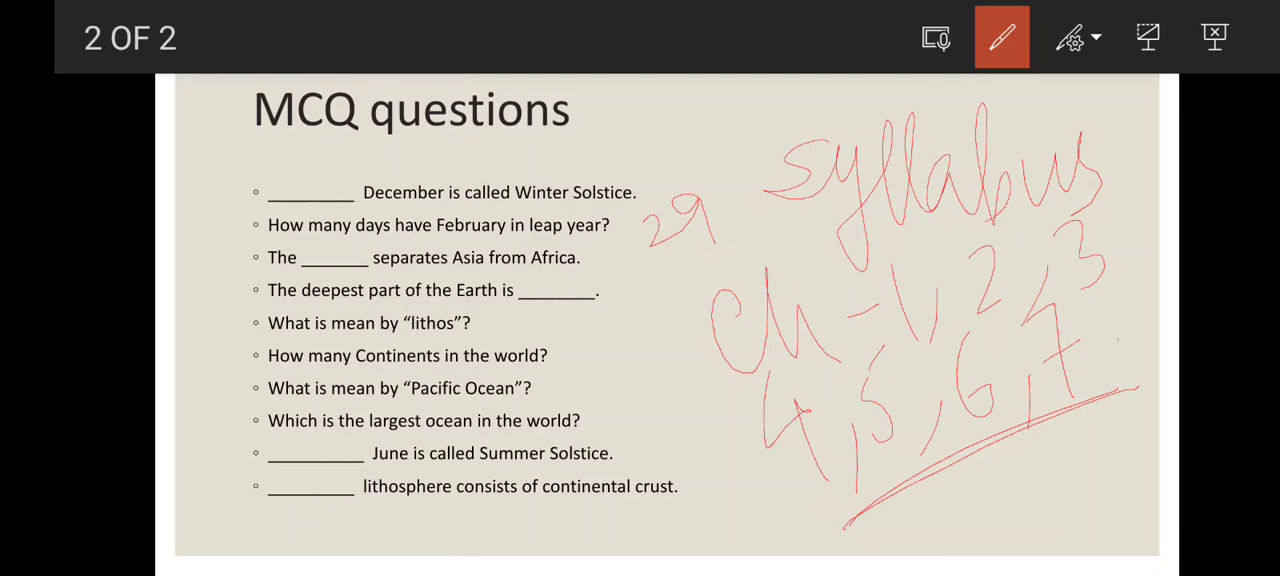 2 OF 2
MCQ questions
_________ December is called Winter Solstice.
How many days have February in leap year? 29
The _______ separates Asia from Africa.
The deepest part of the Earth is ________.
What is mean by “lithos”?
How many Continents in the world?
What is mean by “Pacific Ocean”?
Which is the largest ocean in the world?
__________ June is called Summer Solstice.
_________ lithosphere consists of continental crust.
Syllabus
Ch - 1, 2, 3
4, 5, 6, 7